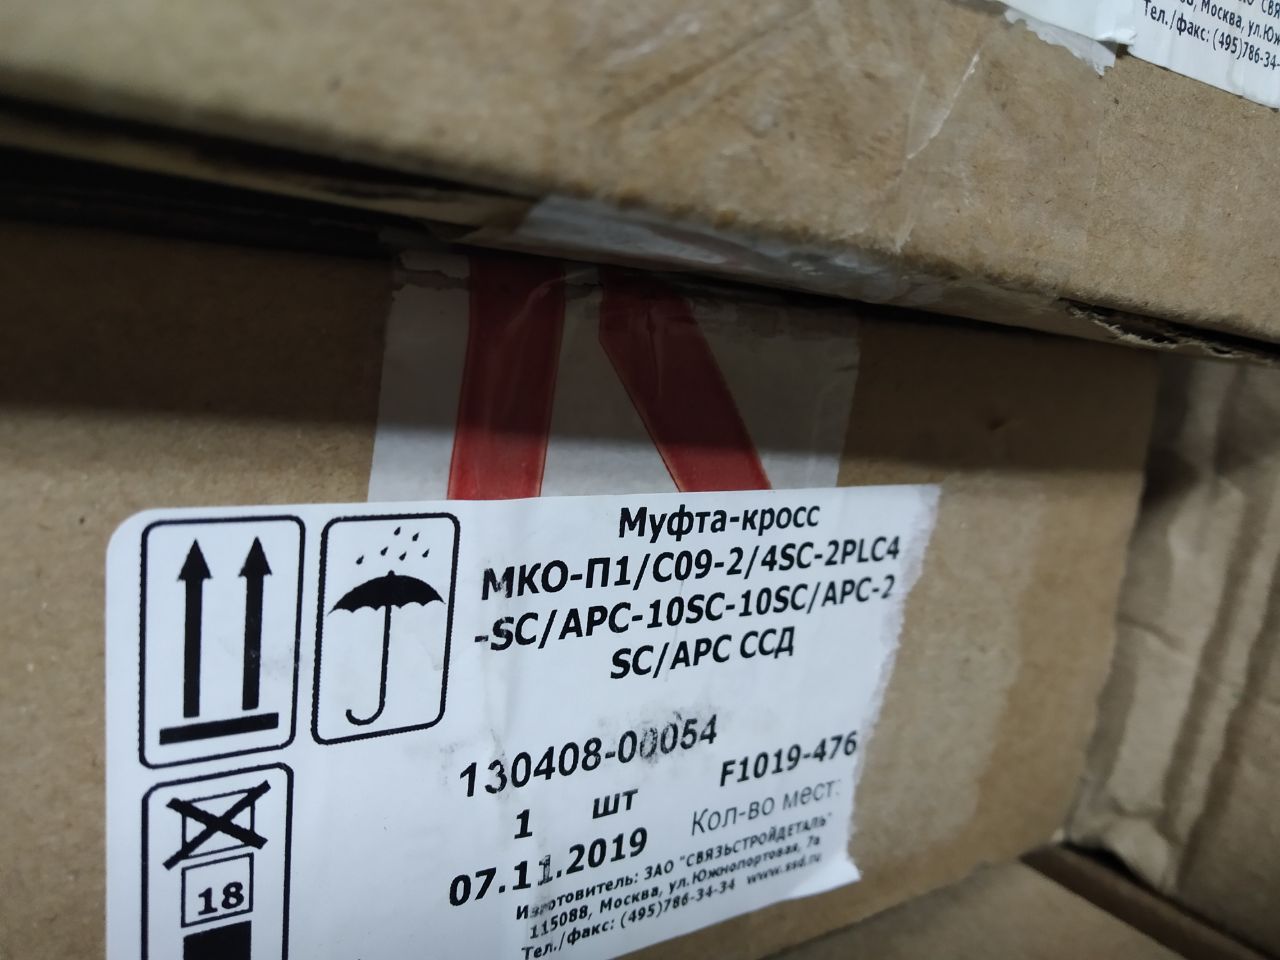 Москва, ул.Юж
Тел./факс: (495)786-34-
Муфта-кросс
МКО-П1/С09-2/4SC-2PLC4
-SC/APC-10SC-10SC/APC-2
SC/APC ССД
130408-00054
F1019-476
1 шт
Кол-во мест:
07.11.2019
Изготовитель: ЗАО "СВЯЗЬСТРОЙДЕТАЛЬ"
115088, Москва, ул.Южнопортовая, 7а
Тел./факс: (495)786-34-34 www.ssd.ru
18